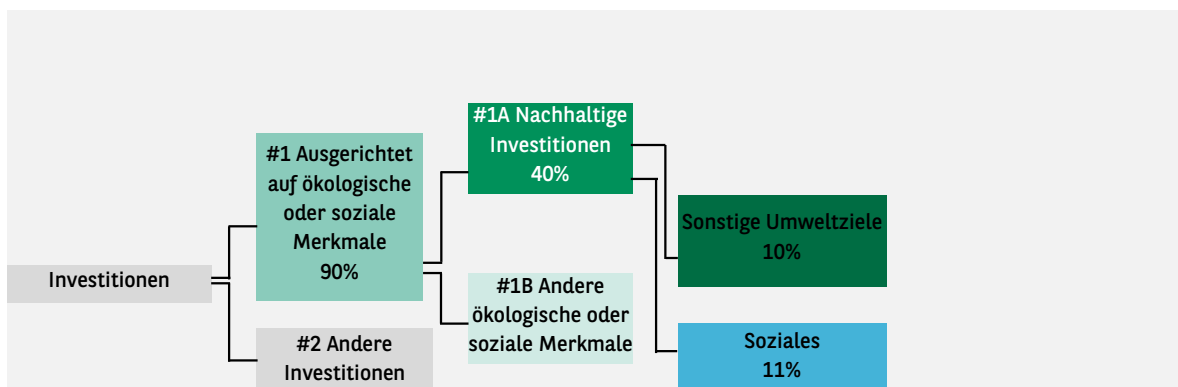 Investitionen
#1 Ausgerichtet
auf ökologische
oder soziale
Merkmale
90%
#2 Andere
Investitionen
#1A Nachhaltige
Investitionen
40%
#1B Andere
ökologische oder
soziale Merkmale
Sonstige Umweltziele
10%
Soziales
11%